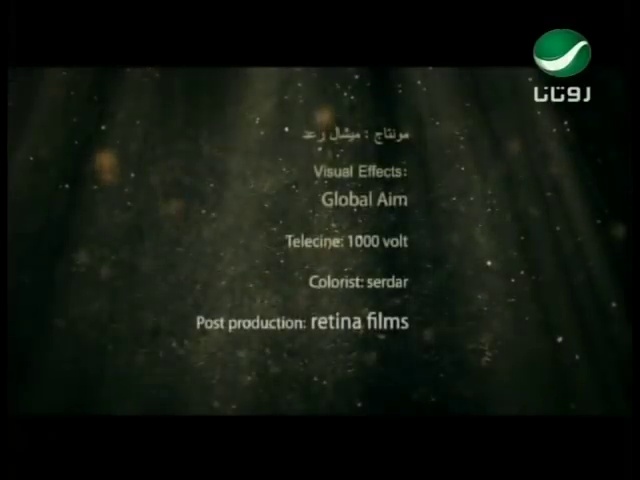 روتانا
مونتاج : ميشال رعد
Visual Effects:
Global Aim
Telecine: 1000 volt
Colorist: serdar
Post production: retina films